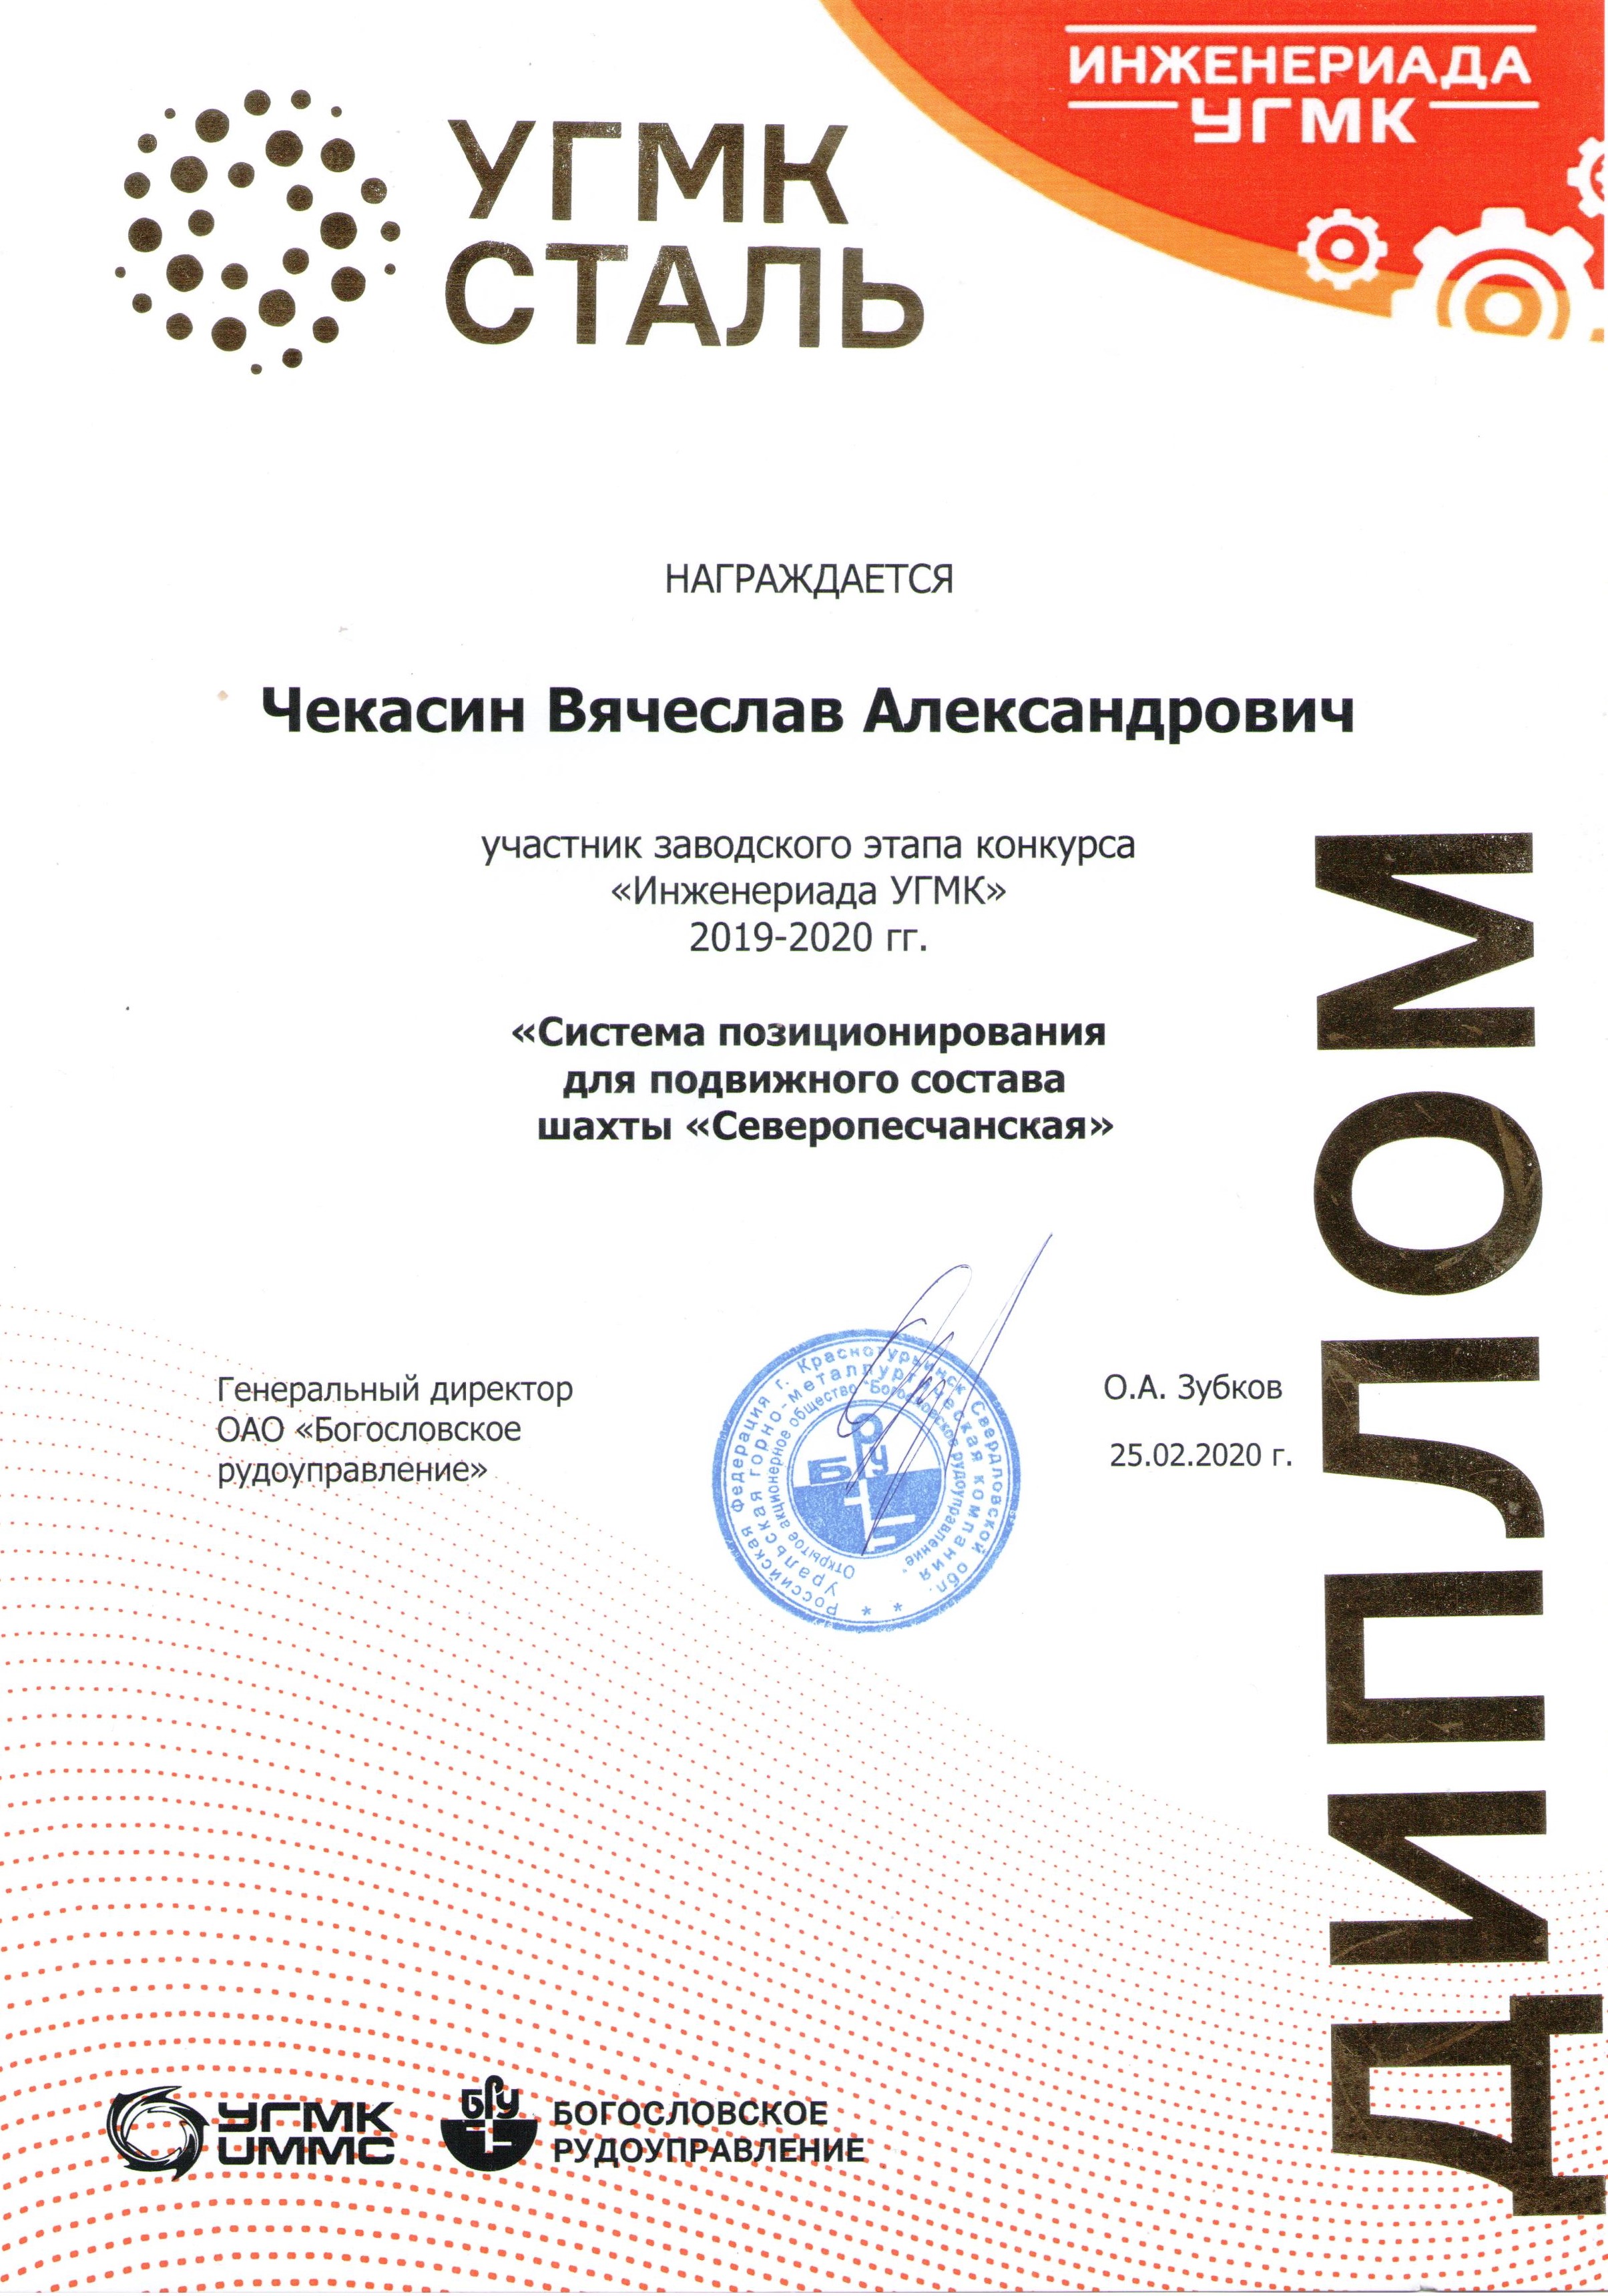 ИНЖЕНЕРИАДА
УГМК
УГМК
СТАЛЬ
НАГРАЖДАЕТСЯ
Чекасин Вячеслав Александрович
участник заводского этапа конкурса
«Инженериада УГМК»
2019-2020 гг.
«Система позиционирования
для подвижного состава
шахты «Северопесчанская»
ДИПЛОМ
Генеральный директор
ОАО «Богословское
рудоуправление»
Российская Федерация г. Краснотурьинск Свердловской обл. * *
Уральская горно-металлургическая компания
Открытое акционерное общество "Богословское рудоуправление"
БРУ
О.А. Зубков
25.02.2020 г.
УГМК
UMMC
БРУ
БОГОСЛОВСКОЕ
РУДОУПРАВЛЕНИЕ